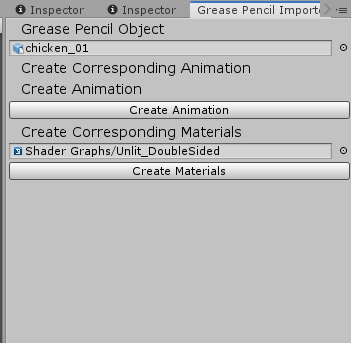 Inspector Inspector Grease Pencil Importe
Grease Pencil Object
chicken_01
Create Corresponding Animation
Create Animation
Create Animation
Create Corresponding Materials
Shader Graphs/Unlit_DoubleSided
Create Materials